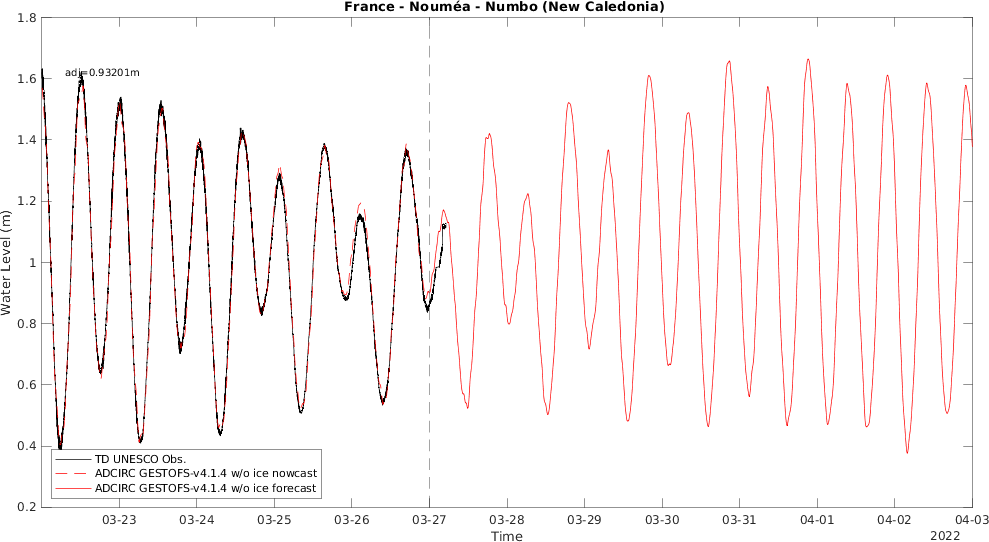 France - Nouméa - Numbo (New Caledonia)
1.8
1.6
1.4
1.2
1
0.8
0.6
0.4
0.2
Water Level (m)
adj=0.93201m
TD UNESCO Obs.
ADCIRC GESTOFS-v4.1.4 w/o ice nowcast
ADCIRC GESTOFS-v4.1.4 w/o ice forecast
03-23 03-24 03-25 03-26 03-27 03-28 03-29 03-30 03-31 04-01 04-02 04-03
Time
2022